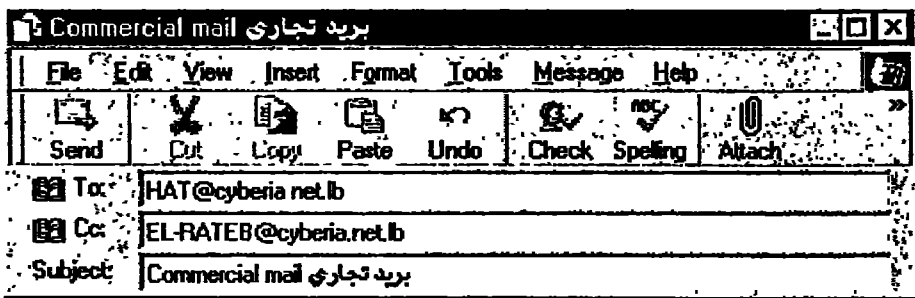 Commercial mail بريد تجاري
File Edit View Insert Format Tools Message Help
Send Cut Copy Paste Undo Check Spelling Attach »
To: HAT@cyberia net.lb
Cc: EL-RATEB@cyberia.net.lb
Subject: Commercial mail بريد تجاري